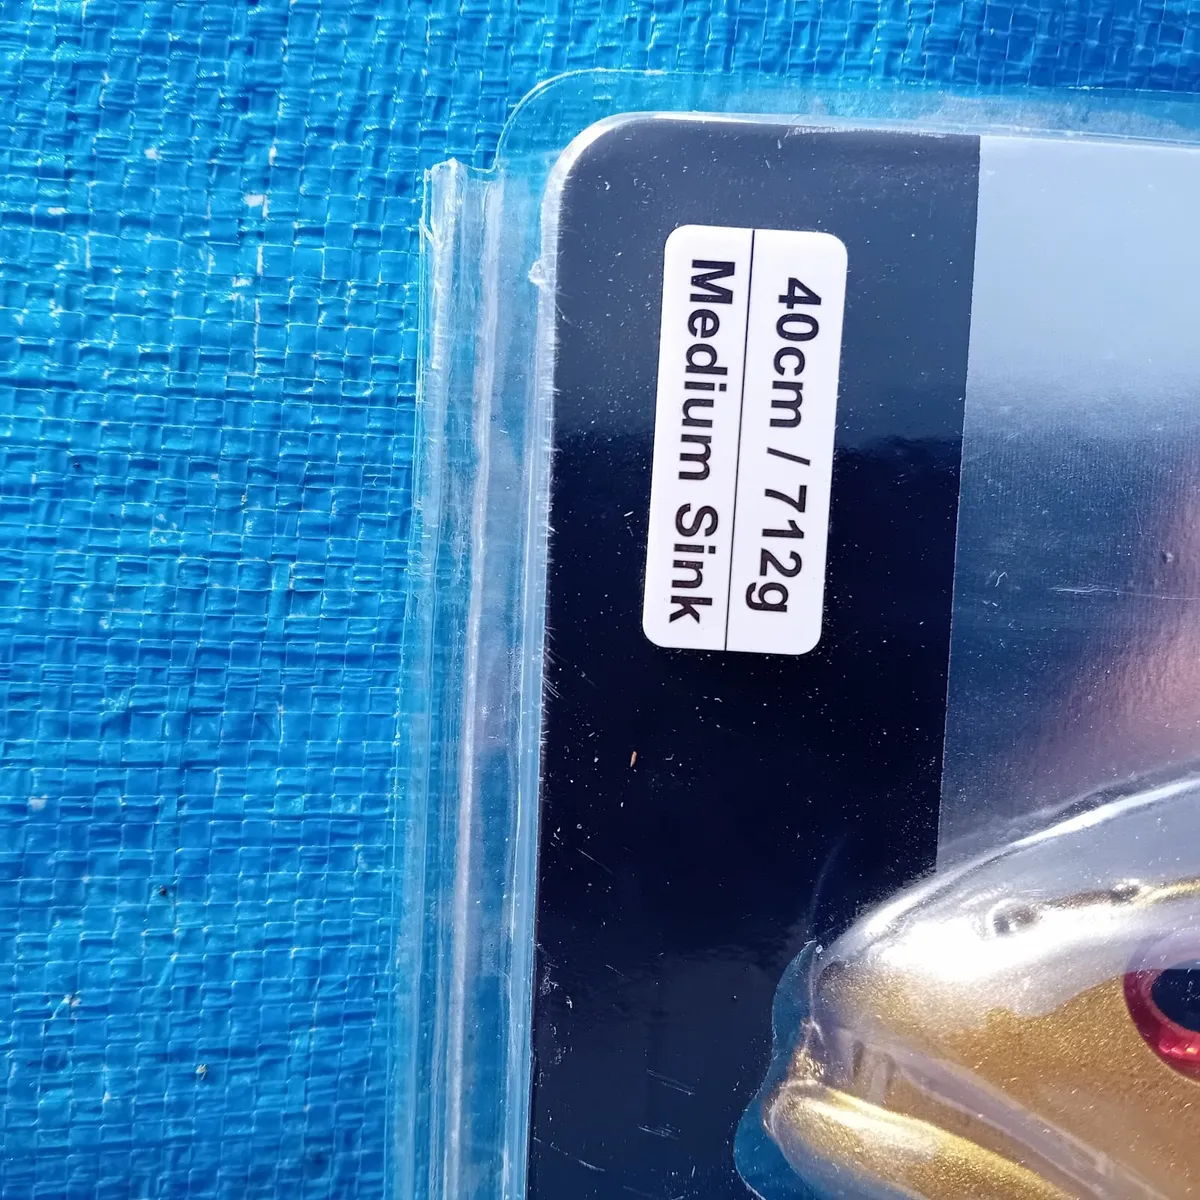 40cm / 712g
Medium Sink